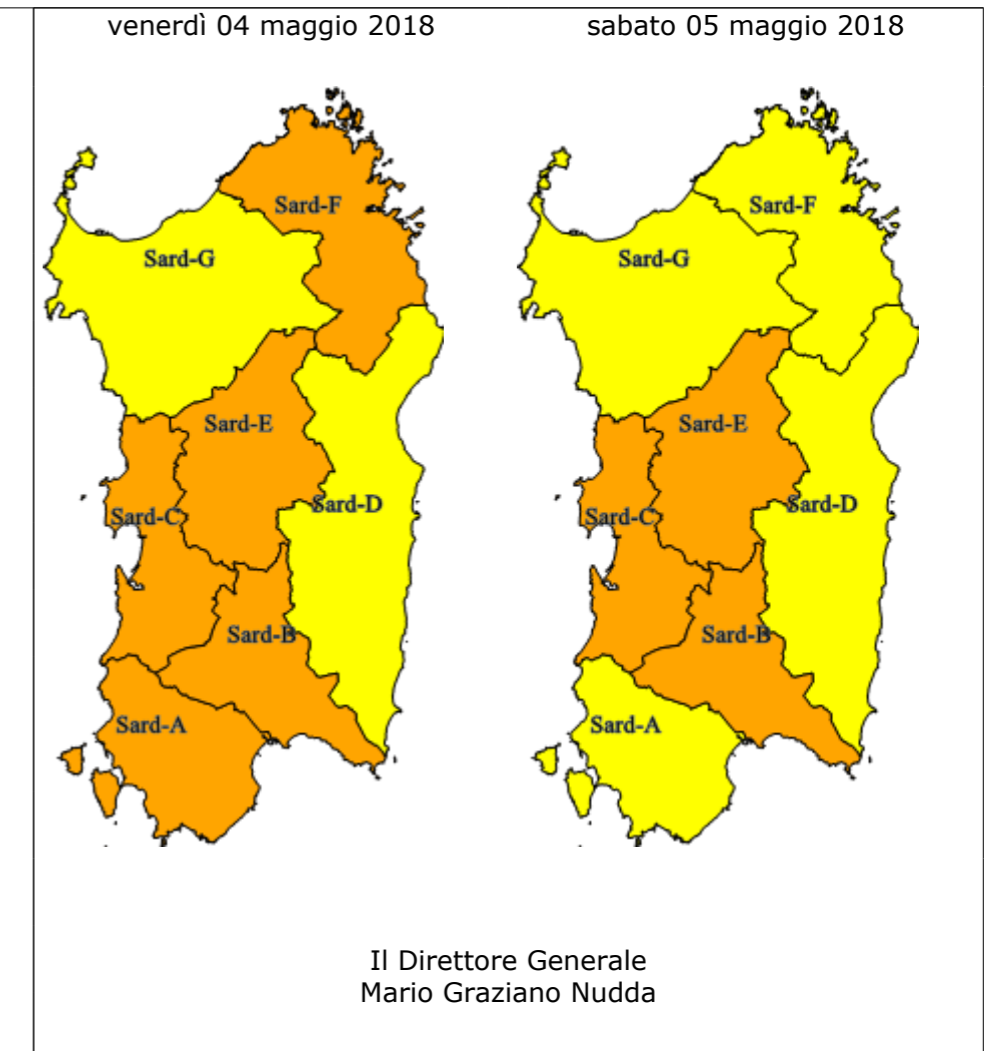 venerdì 04 maggio 2018
sabato 05 maggio 2018
Sard-F
Sard-G
Sard-E
Sard-D
Sard-C
Sard-B
Sard-A
Sard-F
Sard-G
Sard-E
Sard-D
Sard-C
Sard-B
Sard-A
Il Direttore Generale
Mario Graziano Nudda